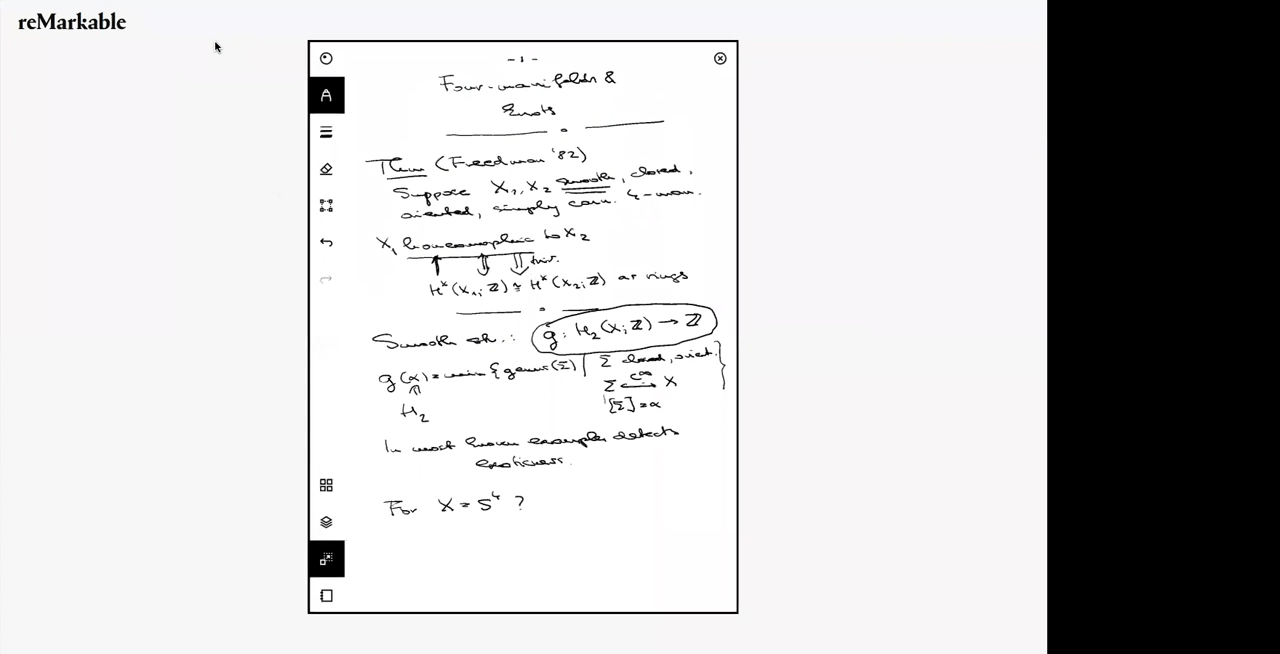 reMarkable
- 1 -
Four-manifolds &
Knots
Thm (Freedman '82)
Suppose X₁, X₂ smooth, closed,
oriented, simply conn. 4-man.
X₁ homeomorphic to X₂
⇑ ⇓ ⇓ triv.
H*(X₁; ℤ) ≅ H*(X₂; ℤ) as rings
Smooth str.: g: H₂(X; ℤ) → ℤ
g(α) = min { genus(Σ) | Σ closed, orient.
Σ C^∞ ↪ X
H₂ [Σ] = α }
In most known examples detects
exoticness.
For X = S⁴ ?